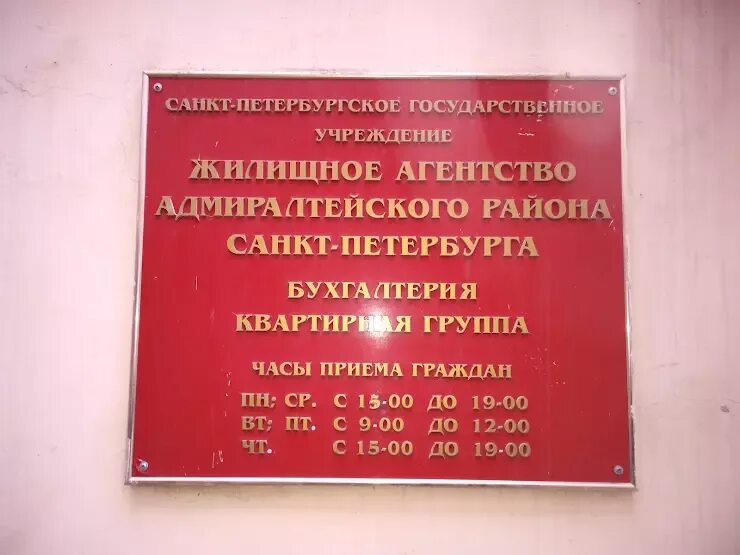 САНКТ-ПЕТЕРБУРГСКОЕ ГОСУДАРСТВЕННОЕ
УЧРЕЖДЕНИЕ
ЖИЛИЩНОЕ АГЕНТСТВО
АДМИРАЛТЕЙСКОГО РАЙОНА
САНКТ-ПЕТЕРБУРГА
БУХГАЛТЕРИЯ
КВАРТИРНАЯ ГРУППА
ЧАСЫ ПРИЕМА ГРАЖДАН
ПН; СР. С 15-00 ДО 19-00
ВТ; ПТ. С 9-00 ДО 12-00
ЧТ. С 15-00 ДО 19-00